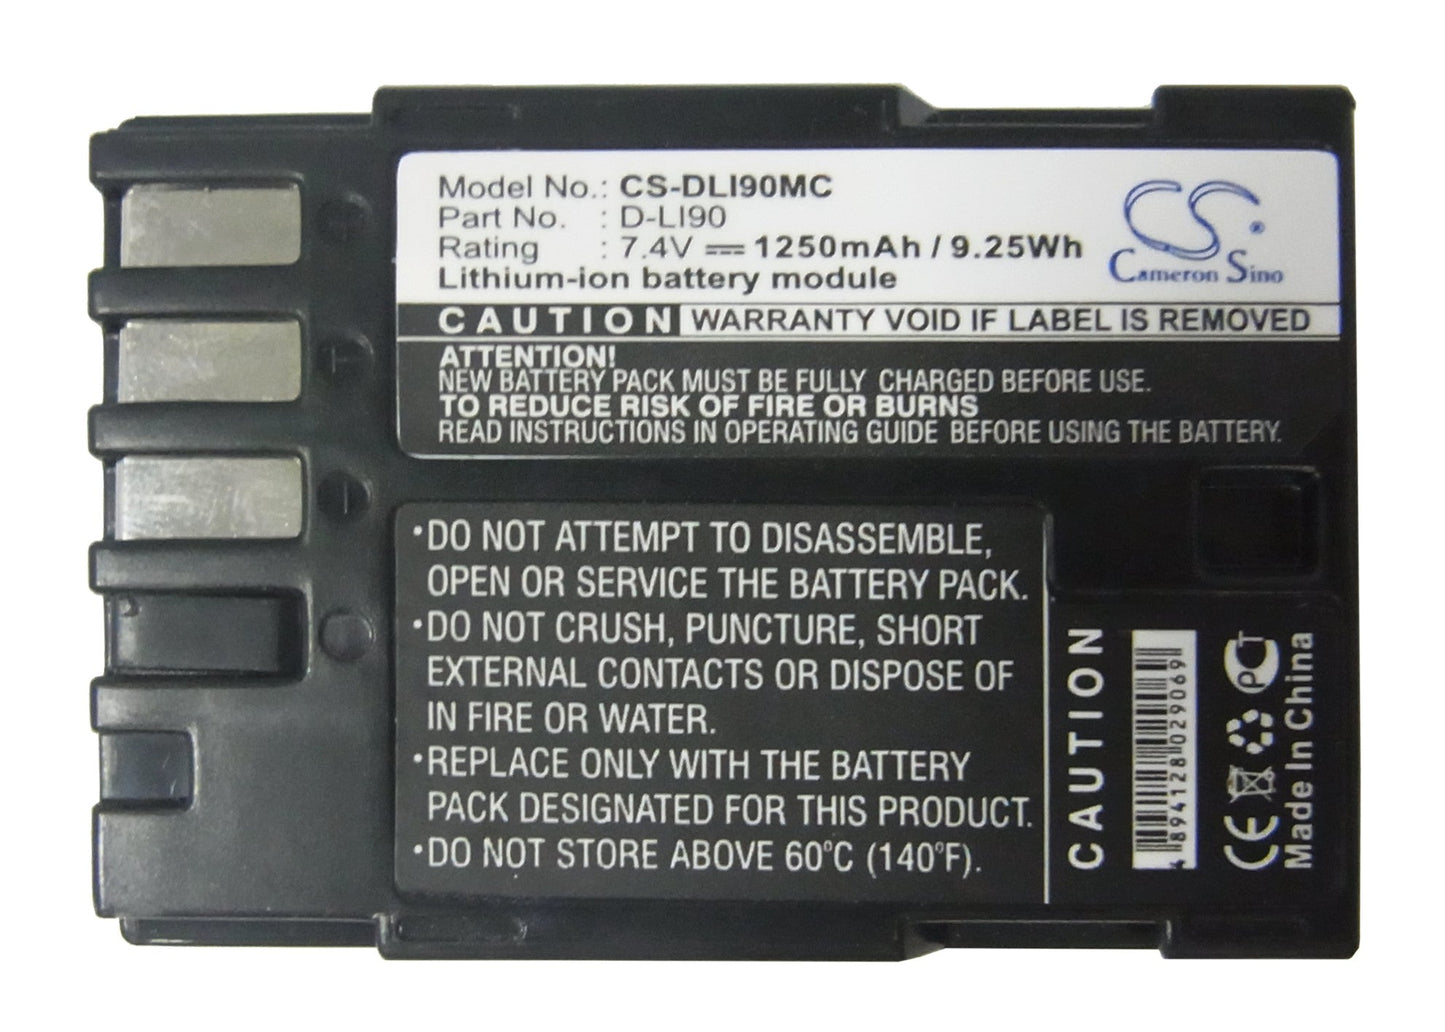 Model No.: CS-DLI90MC
Part No. : D-LI90
Rating : 7.4V 1250mAh / 9.25Wh
Lithium-ion battery module
CS ®
Cameron Sino
CAUTION WARRANTY VOID IF LABEL IS REMOVED
ATTENTION!
NEW BATTERY PACK MUST BE FULLY CHARGED BEFORE USE.
TO REDUCE RISK OF FIRE OR BURNS
READ INSTRUCTIONS IN OPERATING GUIDE BEFORE USING THE BATTERY.
•DO NOT ATTEMPT TO DISASSEMBLE,
OPEN OR SERVICE THE BATTERY PACK.
•DO NOT CRUSH, PUNCTURE, SHORT
EXTERNAL CONTACTS OR DISPOSE OF
IN FIRE OR WATER.
•REPLACE ONLY WITH THE BATTERY
PACK DESIGNATED FOR THIS PRODUCT.
•DO NOT STORE ABOVE 60°C (140°F).
CAUTION
4 894128 029069
CE PCT
Made In China